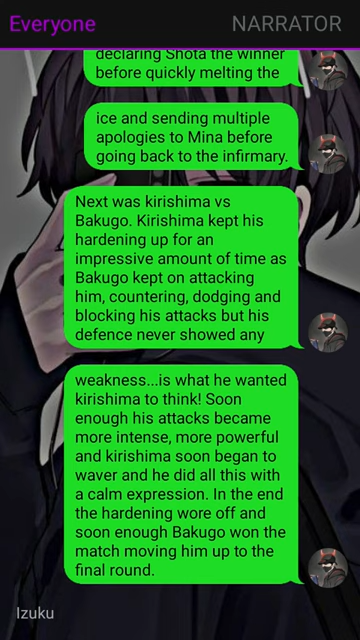 Everyone
NARRATOR
declaring Shota the winner
before quickly melting the
ice and sending multiple
apologies to Mina before
going back to the infirmary.
Next was kirishima vs
Bakugo. Kirishima kept his
hardening up for an
impressive amount of time as
Bakugo kept on attacking
him, countering, dodging and
blocking his attacks but his
defence never showed any
weakness...is what he wanted
kirishima to think! Soon
enough his attacks became
more intense, more powerful
and kirishima soon began to
waver and he did all this with
a calm expression. In the end
the hardening wore off and
soon enough Bakugo won the
match moving him up to the
final round.
Izuku